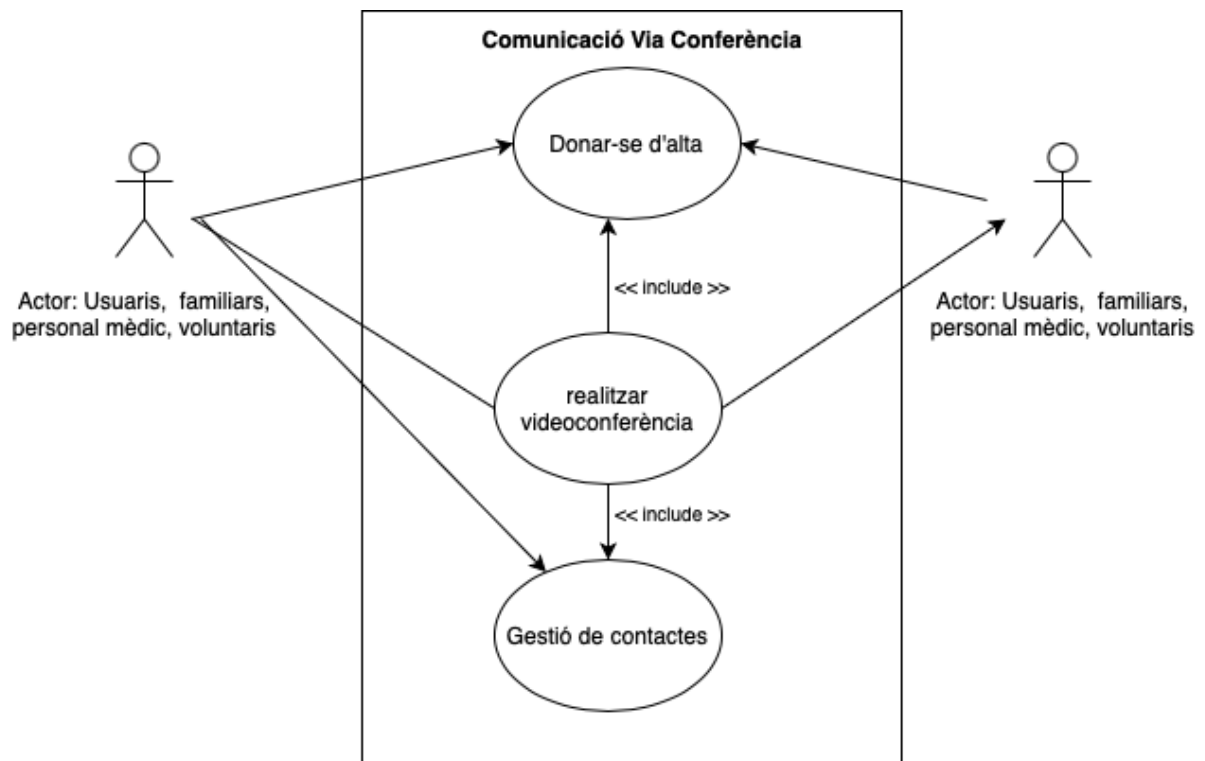 Comunicació Via Conferència
Donar-se d'alta
Actor: Usuaris, familiars,
personal mèdic, voluntaris
<< include >>
Actor: Usuaris, familiars,
personal mèdic, voluntaris
realitzar
videoconferència
<< include >>
Gestió de contactes